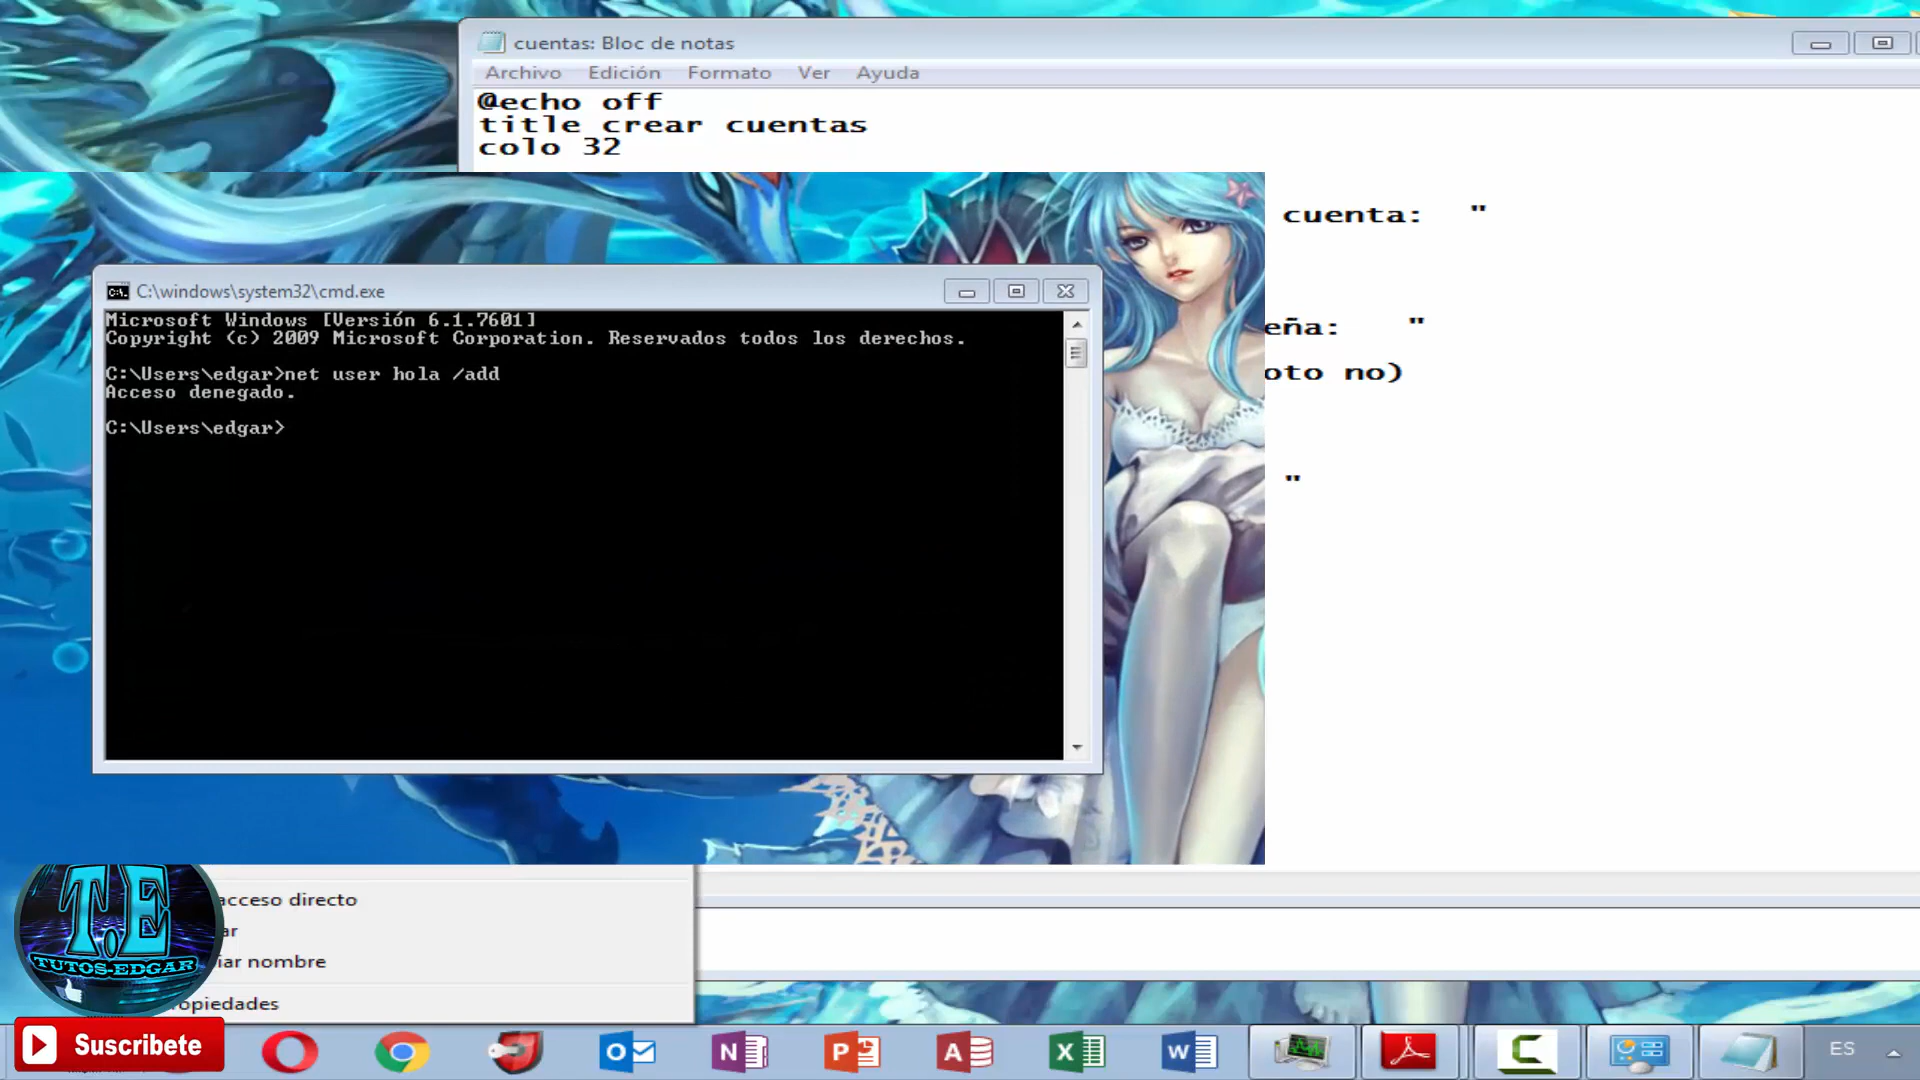 cuentas: Bloc de notas
Archivo Edición Formato Ver Ayuda
@echo off
title crear cuentas
colo 32
cuenta: "
eña: "
oto no)
"
C:\windows\system32\cmd.exe
Microsoft Windows [Versión 6.1.7601]
Copyright (c) 2009 Microsoft Corporation. Reservados todos los derechos.
C:\Users\edgar>net user hola /add
Acceso denegado.
C:\Users\edgar>
acceso directo
ar
iar nombre
opiedades
T.E
TUTOS-EDGAR
Suscribete
ES